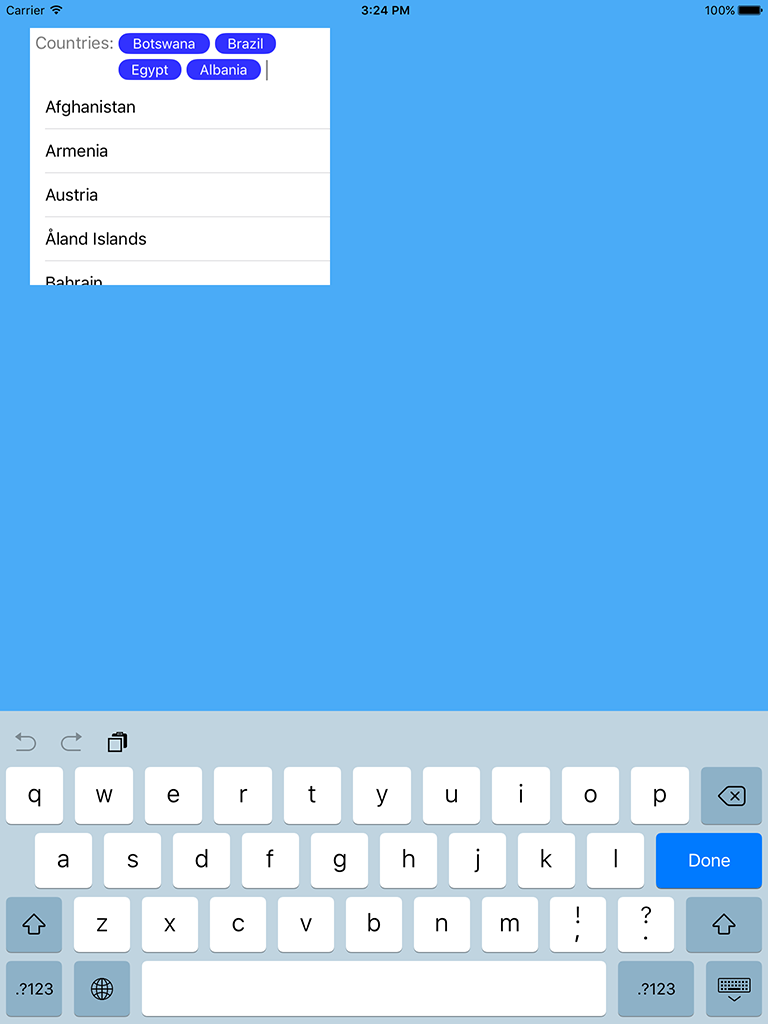 Carrier 3:24 PM 100%
Countries: Botswana Brazil
Egypt Albania
Afghanistan
Armenia
Austria
Åland Islands
Bahrain
q w e r t y u i o p
a s d f g h j k l Done
z x c v b n m ! , ? .
.?123 .?123